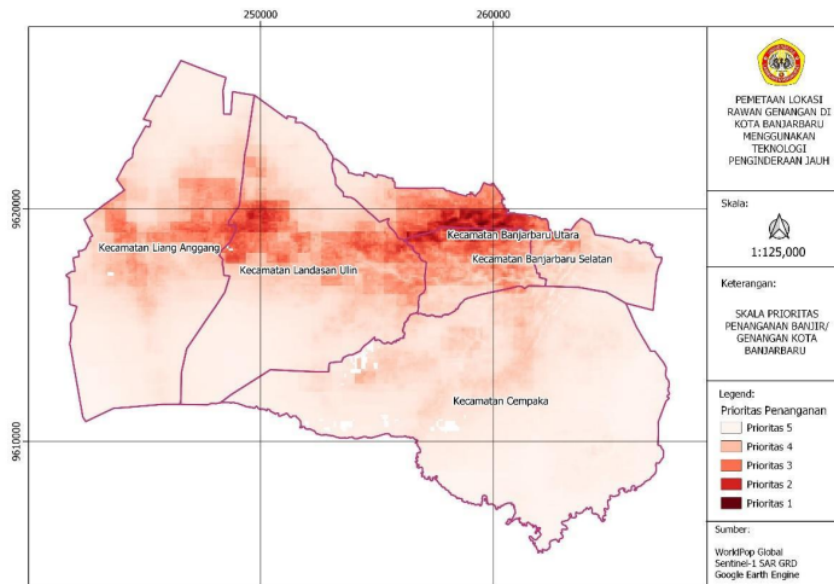 250000
260000
9620000
9610000
Kecamatan Liang Anggang
Kecamatan Landasan Ulin
Kecamatan Banjarbaru Utara
Kecamatan Banjarbaru Selatan
Kecamatan Cempaka
PEMETAAN LOKASI
RAWAN GENANGAN DI
KOTA BANJARBARU
MENGGUNAKAN
TEKNOLOGI
PENGINDERAAN JAUH
Skala:
1:125,000
Keterangan:
SKALA PRIORITAS
PENANGANAN BANJIR/
GENANGAN KOTA
BANJARBARU
Legend:
Prioritas Penanganan
Prioritas 5
Prioritas 4
Prioritas 3
Prioritas 2
Prioritas 1
Sumber:
WorldPop Global
Sentinel-1 SAR GRD
Google Earth Engine